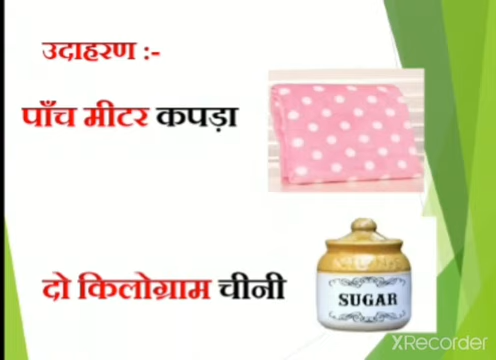 उदाहरण :-
पाँच मीटर कपड़ा
दो किलोग्राम चीनी
SUGAR
XRecorder